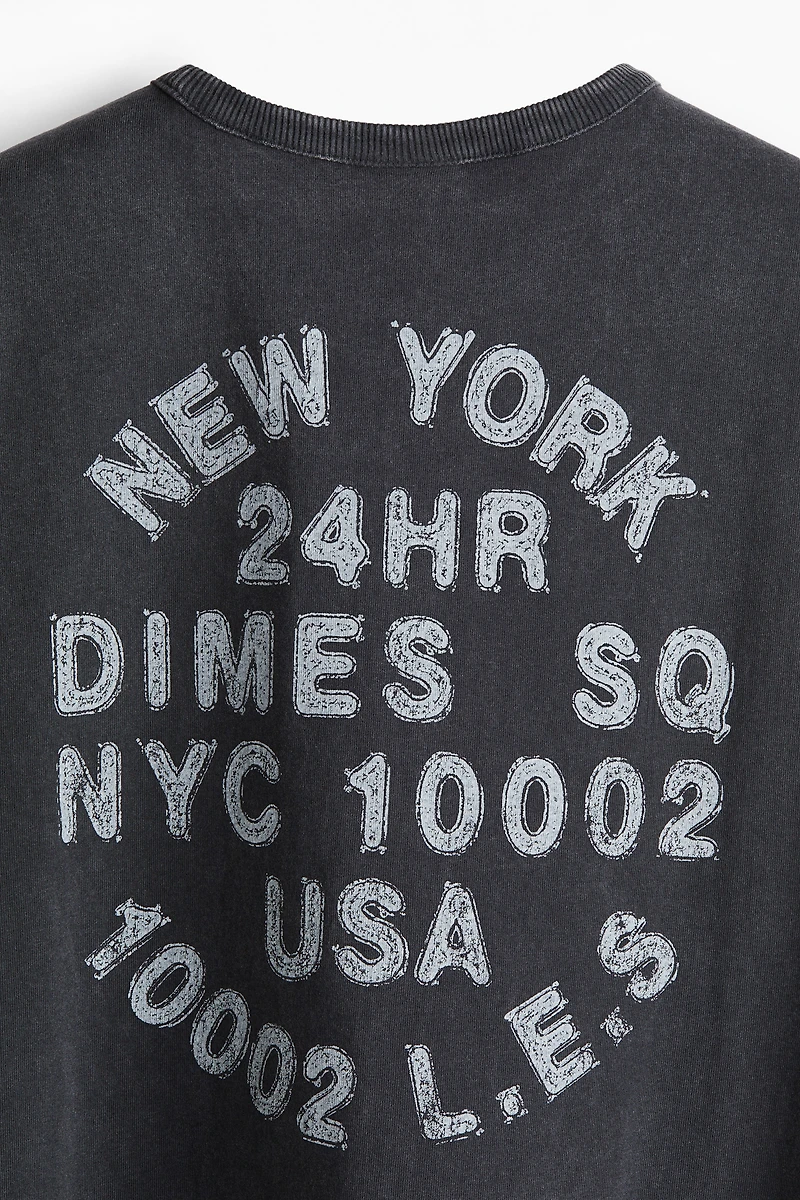 NEW YORK
24HR
DIMES SQ
NYC 10002
USA
10002 L.E.S